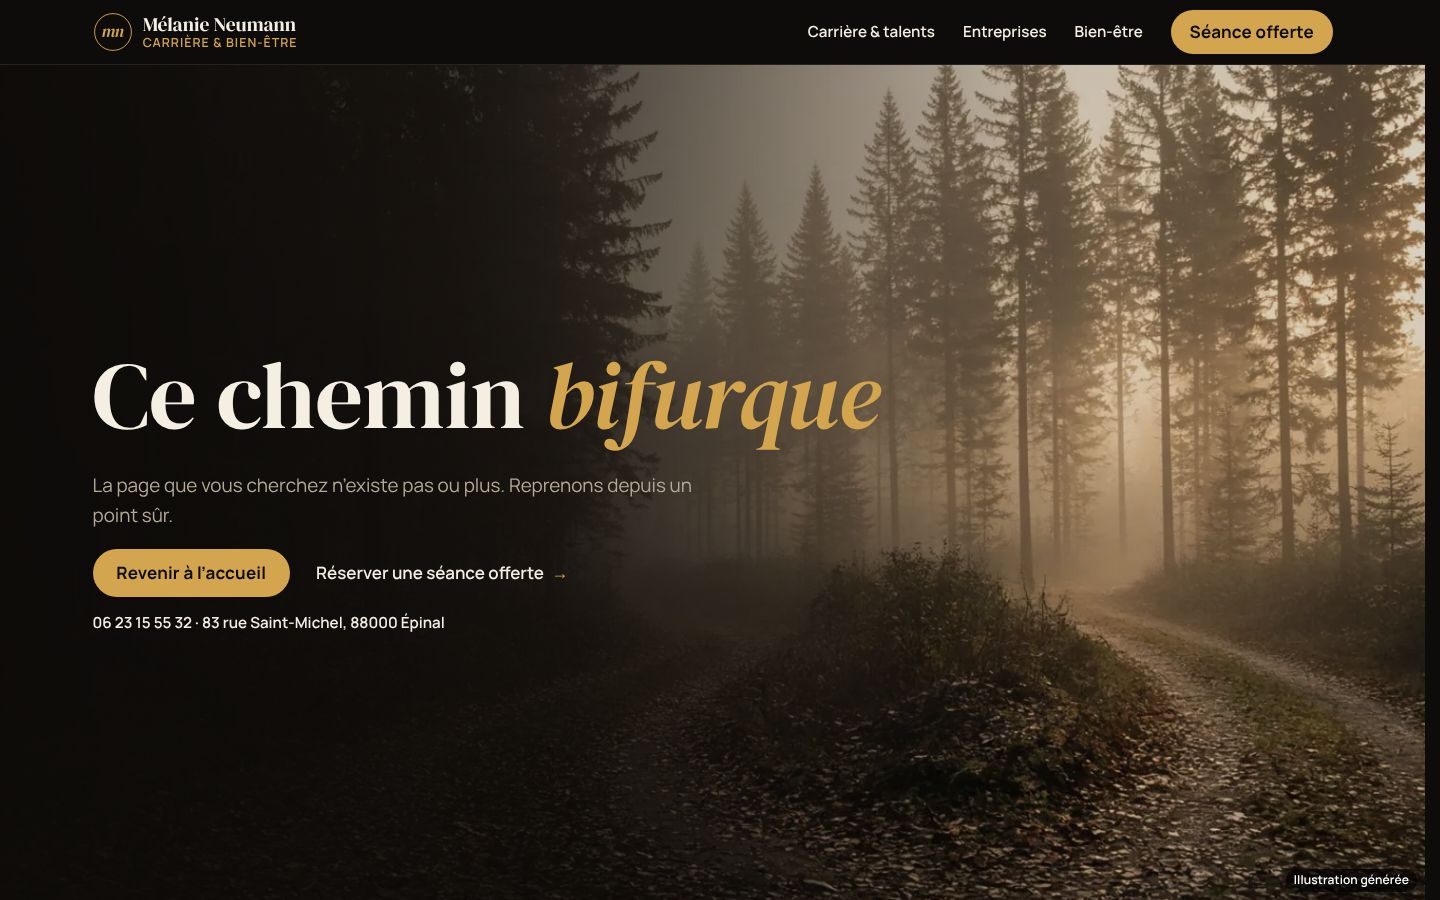 mn
Mélanie Neumann
CARRIÈRE & BIEN-ÊTRE
Carrière & talents
Entreprises
Bien-être
Séance offerte
Ce chemin bifurque
La page que vous cherchez n’existe pas ou plus. Reprenons depuis un
point sûr.
Revenir à l’accueil
Réserver une séance offerte →
06 23 15 55 32 · 83 rue Saint-Michel, 88000 Épinal
Illustration générée